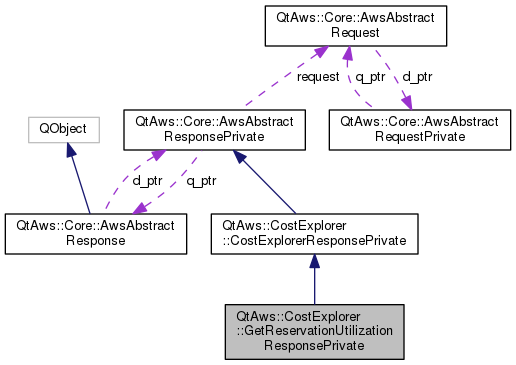 QtAws::Core::AwsAbstract
Request
request
q_ptr
d_ptr
QObject
QtAws::Core::AwsAbstract
ResponsePrivate
QtAws::Core::AwsAbstract
RequestPrivate
d_ptr
q_ptr
QtAws::Core::AwsAbstract
Response
QtAws::CostExplorer
::CostExplorerResponsePrivate
QtAws::CostExplorer
::GetReservationUtilization
ResponsePrivate